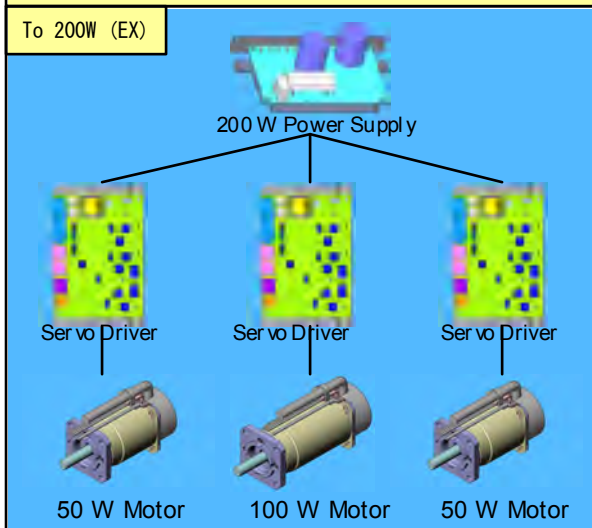 To 200W (EX)
200 W Power Supply
Servo Driver Servo Driver Servo Driver
50 W Motor 100 W Motor 50 W Motor